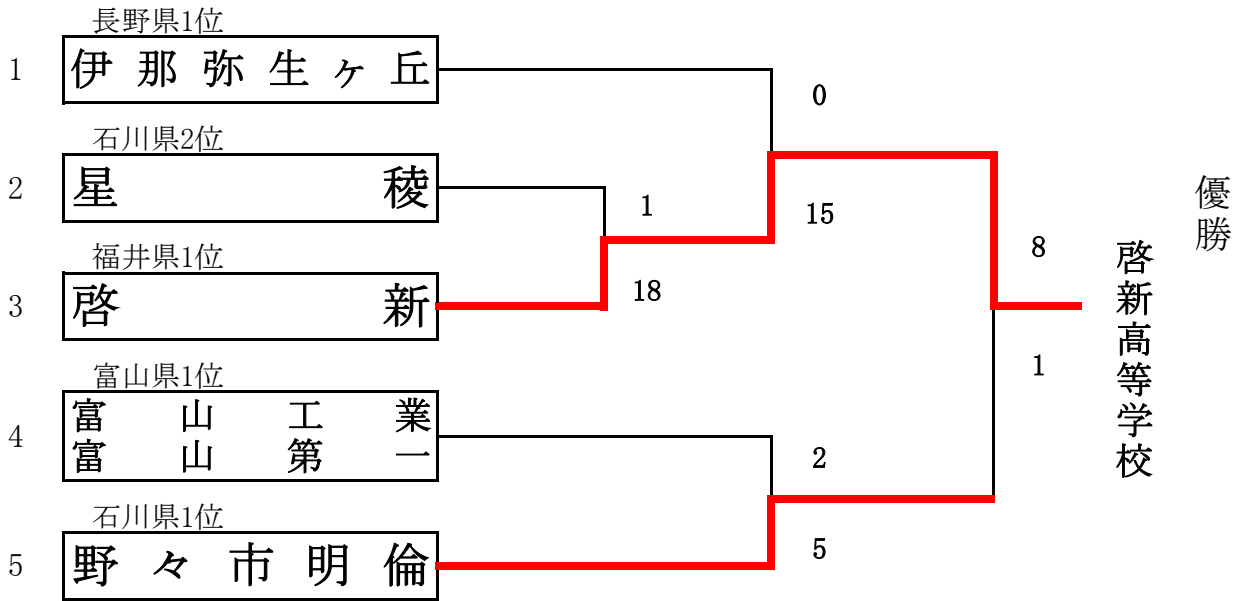 長野県1位
1 伊那弥生ヶ丘
0
石川県2位
2 星稜
1
15
優勝
福井県1位
3 啓新
18
8
啓新高等学校
富山県1位
1
4 富山工業
富山第一
2
石川県1位
5 野々市明倫
5